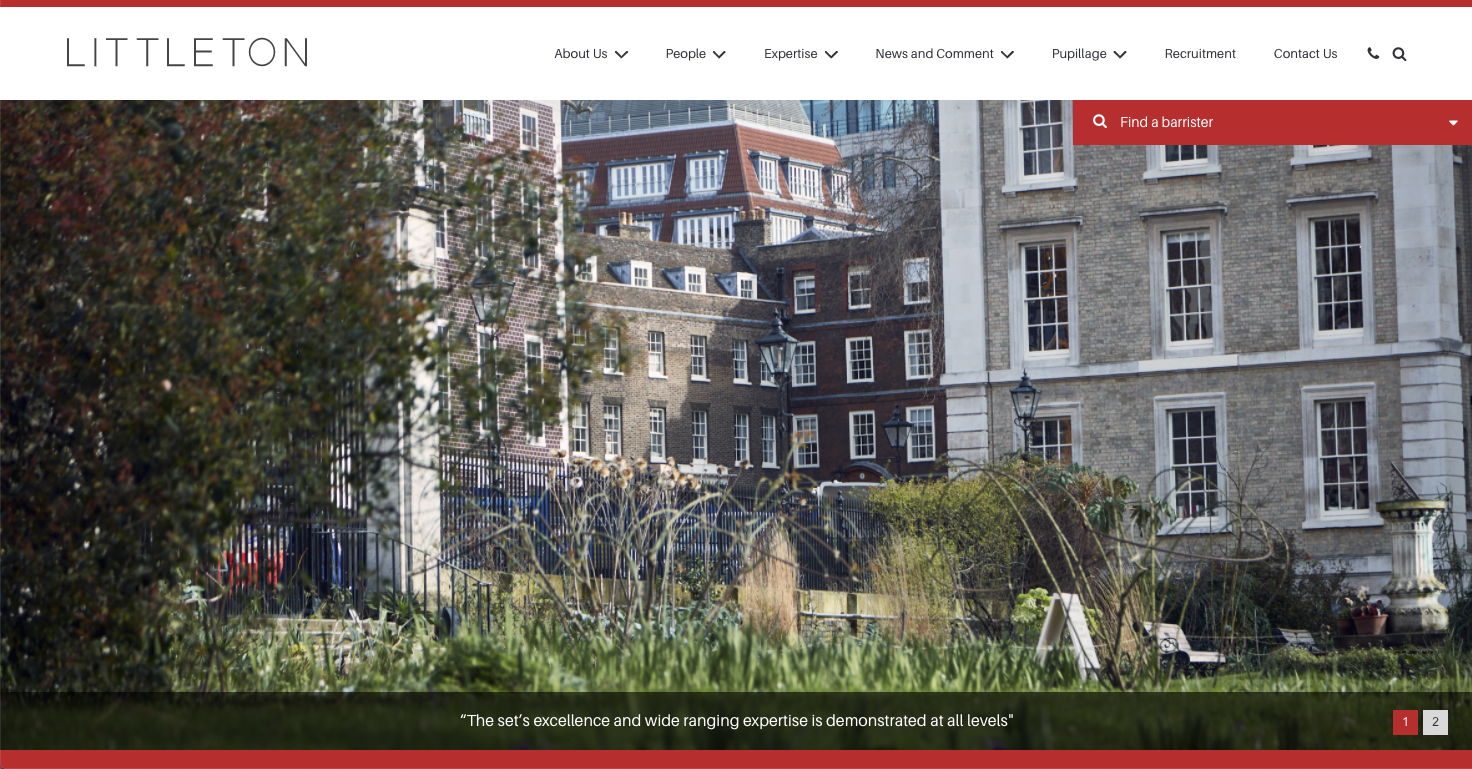 LITTLETON
About Us
People
Expertise
News and Comment
Pupillage
Recruitment
Contact Us
Find a barrister
“The set’s excellence and wide ranging expertise is demonstrated at all levels"
1
2